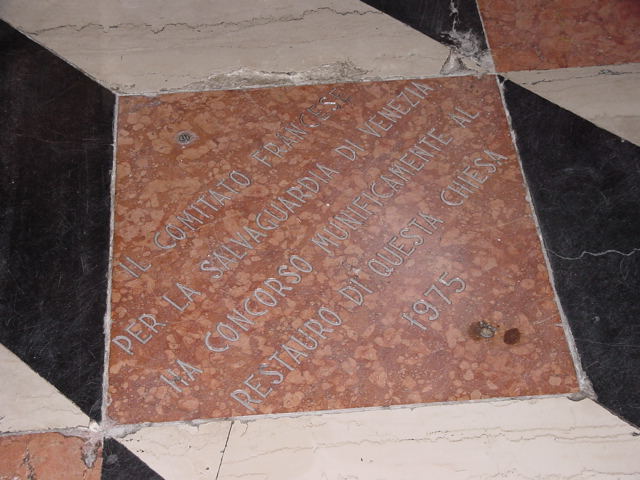 IL COMITATO FRANCESE
PER LA SALVAGUARDIA DI VENEZIA
HA CONCORSO MUNIFICAMENTE AL
RESTAURO DI QUESTA CHIESA
1975